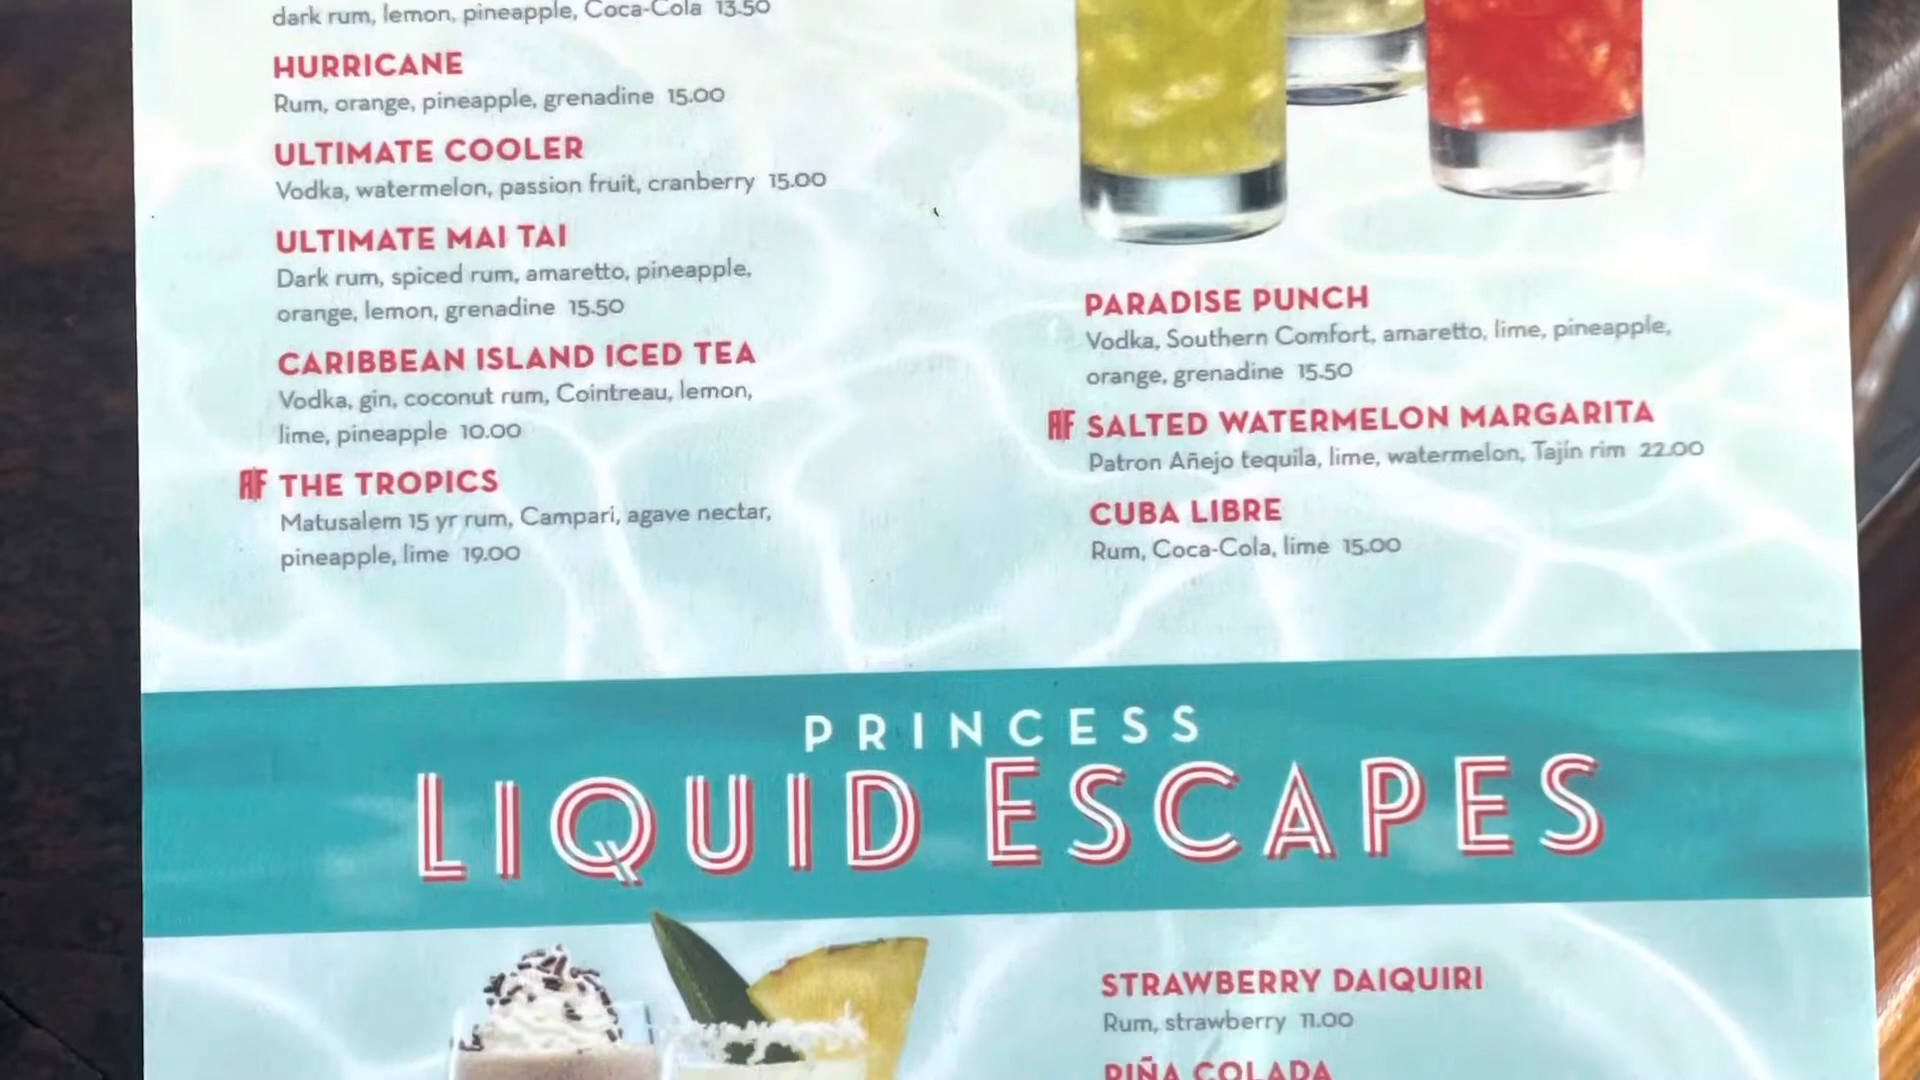 dark rum, lemon, pineapple, Coca-Cola 13.50
HURRICANE
Rum, orange, pineapple, grenadine 15.00
ULTIMATE COOLER
Vodka, watermelon, passion fruit, cranberry 15.00
ULTIMATE MAI TAI
Dark rum, spiced rum, amaretto, pineapple,
orange, lemon, grenadine 15.50
CARIBBEAN ISLAND ICED TEA
Vodka, gin, coconut rum, Cointreau, lemon,
lime, pineapple 10.00
AF THE TROPICS
Matusalem 15 yr rum, Campari, agave nectar,
pineapple, lime 19.00
PARADISE PUNCH
Vodka, Southern Comfort, amaretto, lime, pineapple,
orange, grenadine 15.50
AF SALTED WATERMELON MARGARITA
Patron Añejo tequila, lime, watermelon, Tajín rim 22.00
CUBA LIBRE
Rum, Coca-Cola, lime 15.00
PRINCESS
LIQUID ESCAPES
STRAWBERRY DAIQUIRI
Rum, strawberry 11.00
PIÑA COLADA